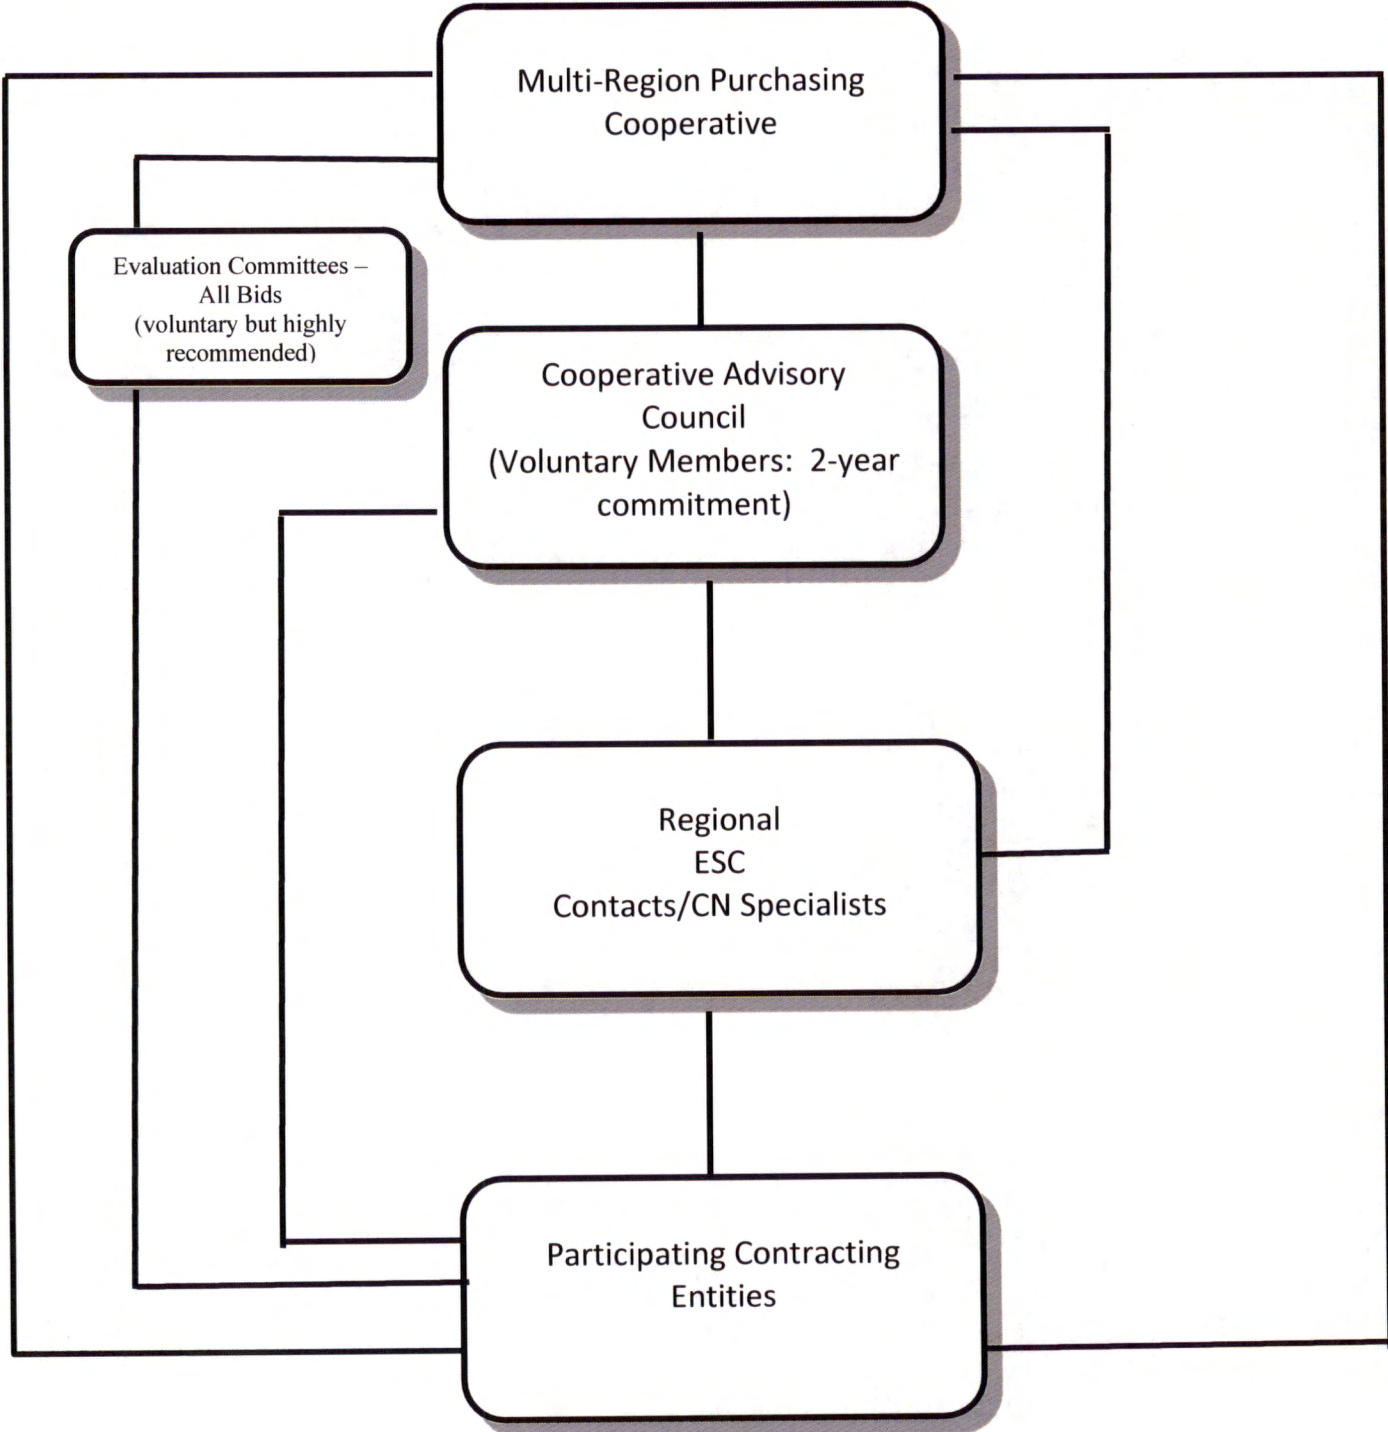 Multi-Region Purchasing
Cooperative
Evaluation Committees –
All Bids
(voluntary but highly
recommended)
Cooperative Advisory
Council
(Voluntary Members:  2-year
commitment)
Regional
ESC
Contacts/CN Specialists
Participating Contracting
Entities